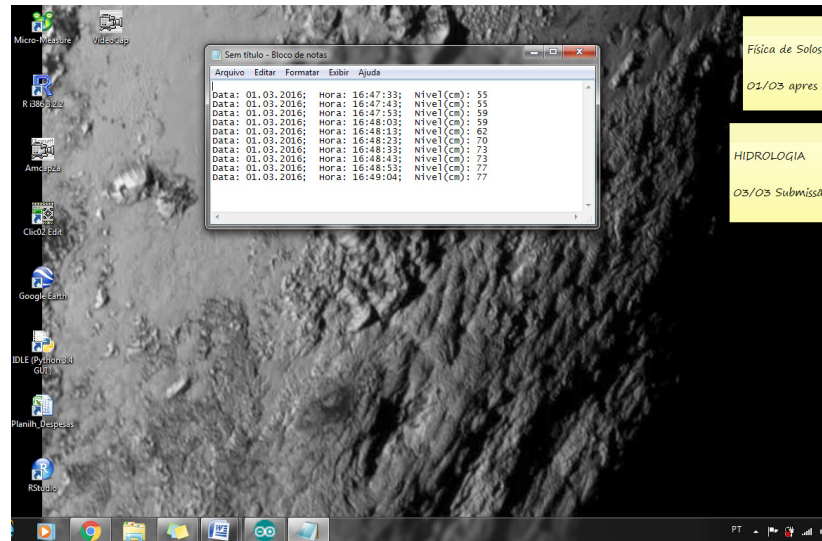 Micro-Measure
VideoCap
R i386 3.2.2
Amcap2a
Clic02 Edit
Google Earth
IDLE (Python 3.4
GUI)
Planilh_Despesas
RStudio
Sem título - Bloco de notas
Arquivo Editar Formatar Exibir Ajuda
Data: 01.03.2016; Hora: 16:47:33; Nivel(cm): 55
Data: 01.03.2016; Hora: 16:47:43; Nivel(cm): 55
Data: 01.03.2016; Hora: 16:47:53; Nivel(cm): 59
Data: 01.03.2016; Hora: 16:48:03; Nivel(cm): 59
Data: 01.03.2016; Hora: 16:48:13; Nivel(cm): 62
Data: 01.03.2016; Hora: 16:48:23; Nivel(cm): 70
Data: 01.03.2016; Hora: 16:48:33; Nivel(cm): 73
Data: 01.03.2016; Hora: 16:48:43; Nivel(cm): 73
Data: 01.03.2016; Hora: 16:48:53; Nivel(cm): 77
Data: 01.03.2016; Hora: 16:49:04; Nivel(cm): 77
Física de Solos
01/03 apres
HIDROLOGIA
03/03 Submissã
PT